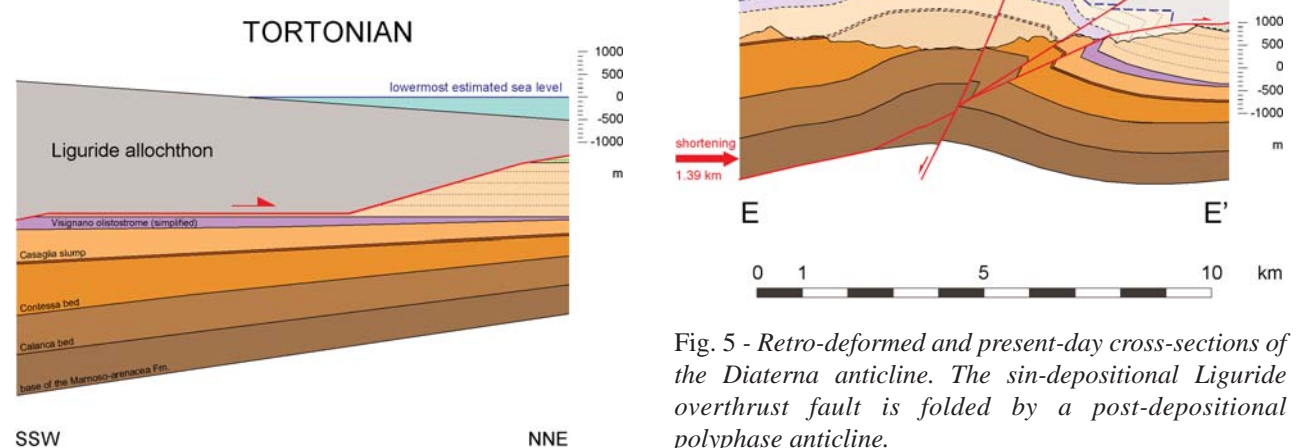 TORTONIAN
1000
500
0
-500
-1000
m
lowermost estimated sea level
Liguride allochthon
Visignano olistostrome (simplified)
Casaglia slump
Contessa bed
Calanca bed
base of the Marnoso-arenacea Fm.
SSW
NNE
1000
500
0
-500
-1000
m
shortening
1.39 km
E
E'
0 1 5 10 km
Fig. 5 - Retro-deformed and present-day cross-sections of
the Diaterna anticline. The sin-depositional Liguride
overthrust fault is folded by a post-depositional
polyphase anticline.